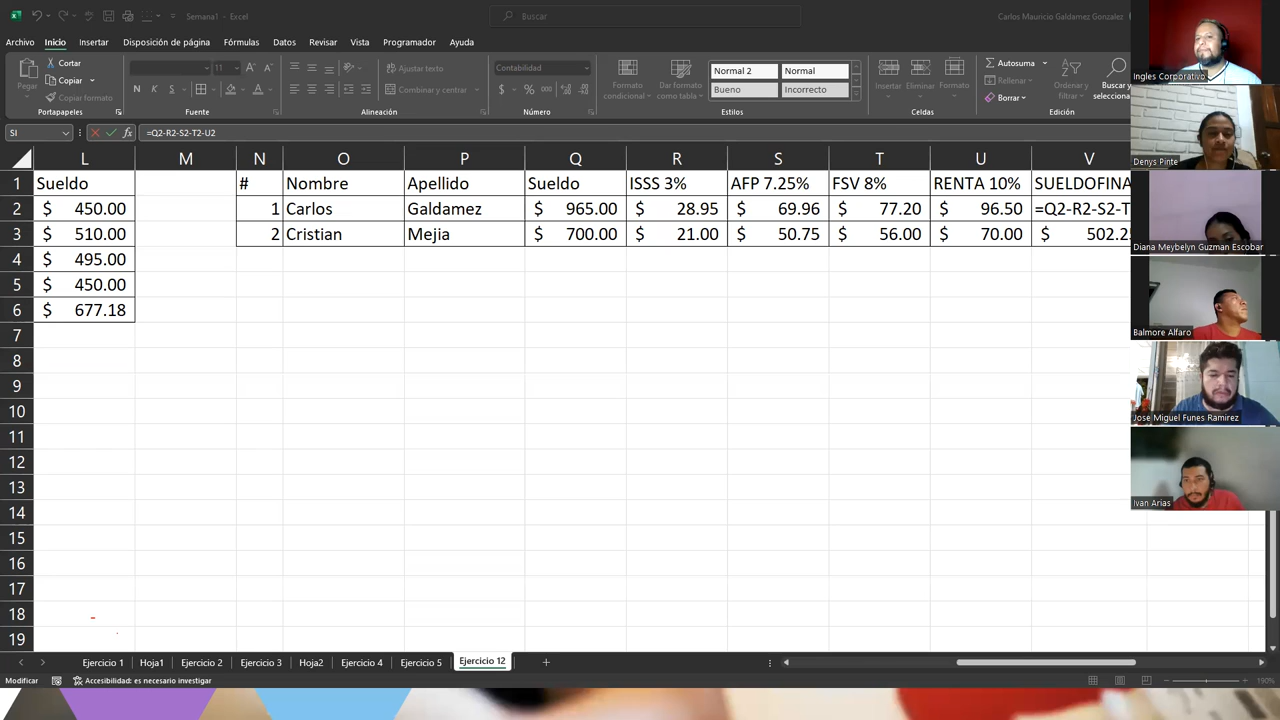 Semana1 - Excel
Buscar
Carlos Mauricio Galdamez Gonzalez
Archivo Inicio Insertar Disposición de página Fórmulas Datos Revisar Vista Programador Ayuda
Pegar
Cortar
Copiar
Copiar formato
Portapapeles
11
N K S
Fuente
Ajustar texto
Combinar y centrar
Alineación
Contabilidad
$ % 000
Número
Formato condicional
Dar formato como tabla
Normal 2 Normal
Bueno Incorrecto
Estilos
Insertar Eliminar Formato
Celdas
Autosuma
Rellenar
Borrar
Ordenar y filtrar
Buscar y selecciona
Edición
SI fx =Q2-R2-S2-T2-U2
L M N O P Q R S T U V
1 Sueldo # Nombre Apellido Sueldo ISSS 3% AFP 7.25% FSV 8% RENTA 10% SUELDOFINA
2 $ 450.00 1 Carlos Galdamez $ 965.00 $ 28.95 $ 69.96 $ 77.20 $ 96.50 =Q2-R2-S2-T
3 $ 510.00 2 Cristian Mejia $ 700.00 $ 21.00 $ 50.75 $ 56.00 $ 70.00 $ 502.25
4 $ 495.00
5 $ 450.00
6 $ 677.18
7
8
9
10
11
12
13
14
15
16
17
18
19
Ingles Corporativo
Denys Pinte
Diana Meybelyn Guzman Escobar
Balmore Alfaro
Jose Miguel Funes Ramirez
Ivan Arias
Ejercicio 1 Hoja1 Ejercicio 2 Ejercicio 3 Hoja2 Ejercicio 4 Ejercicio 5 Ejercicio 12
Modificar Accesibilidad: es necesario investigar 190%